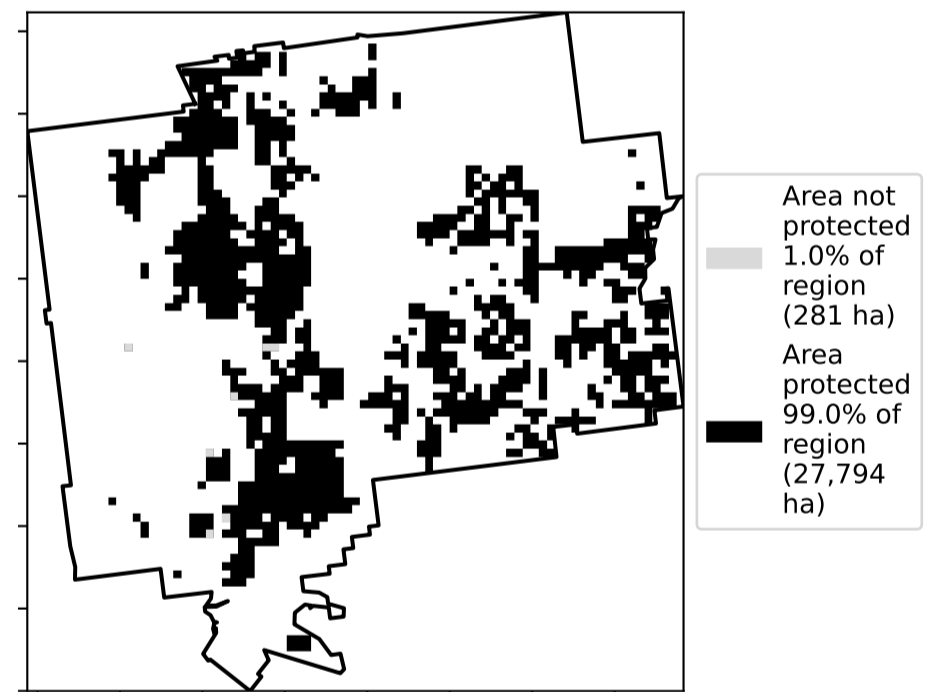 Area not
protected
1.0% of
region
(281 ha)
Area
protected
99.0% of
region
(27,794
ha)